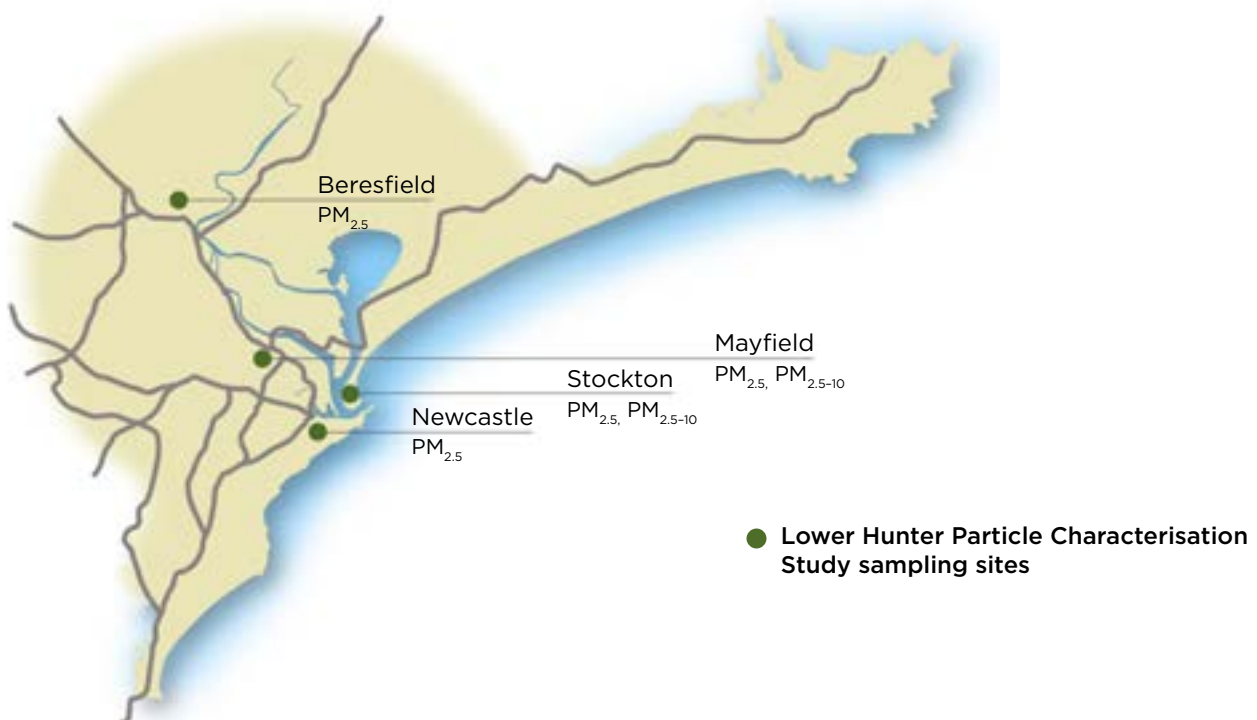 Beresfield
PM2.5
Mayfield
PM2.5, PM2.5-10
Stockton
PM2.5, PM2.5-10
Newcastle
PM2.5
Lower Hunter Particle Characterisation
Study sampling sites